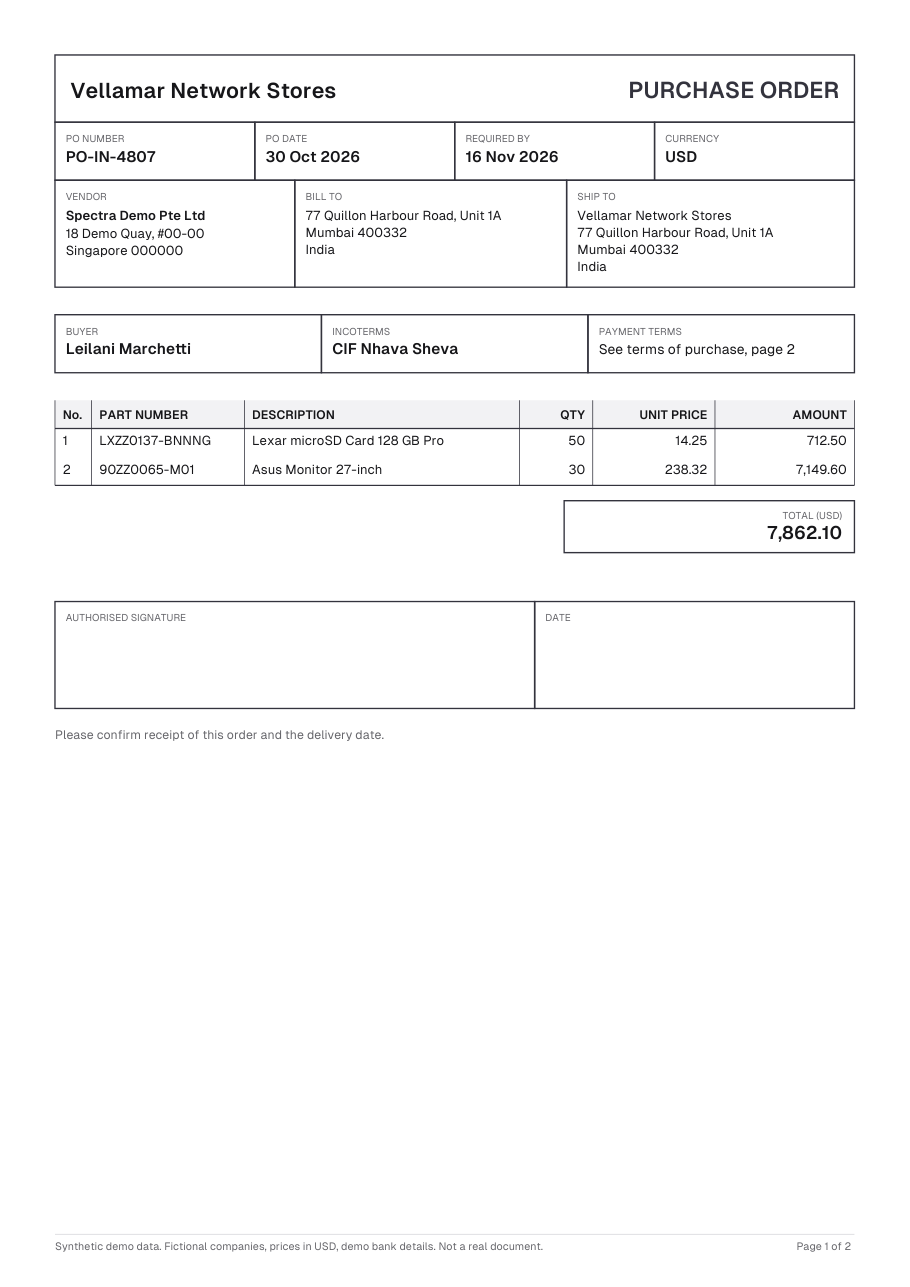 Vellamar Network Stores
PURCHASE ORDER
PO NUMBER
PO-IN-4807
PO DATE
30 Oct 2026
REQUIRED BY
16 Nov 2026
CURRENCY
USD
VENDOR
Spectra Demo Pte Ltd
18 Demo Quay, #00-00
Singapore 000000
BILL TO
77 Quillon Harbour Road, Unit 1A
Mumbai 400332
India
SHIP TO
Vellamar Network Stores
77 Quillon Harbour Road, Unit 1A
Mumbai 400332
India
BUYER
Leilani Marchetti
INCOTERMS
CIF Nhava Sheva
PAYMENT TERMS
See terms of purchase, page 2
No. PART NUMBER DESCRIPTION QTY UNIT PRICE AMOUNT
1 LXZZ0137-BNNNG Lexar microSD Card 128 GB Pro 50 14.25 712.50
2 90ZZ0065-M01 Asus Monitor 27-inch 30 238.32 7,149.60
TOTAL (USD)
7,862.10
AUTHORISED SIGNATURE
DATE
Please confirm receipt of this order and the delivery date.
Synthetic demo data. Fictional companies, prices in USD, demo bank details. Not a real document.
Page 1 of 2